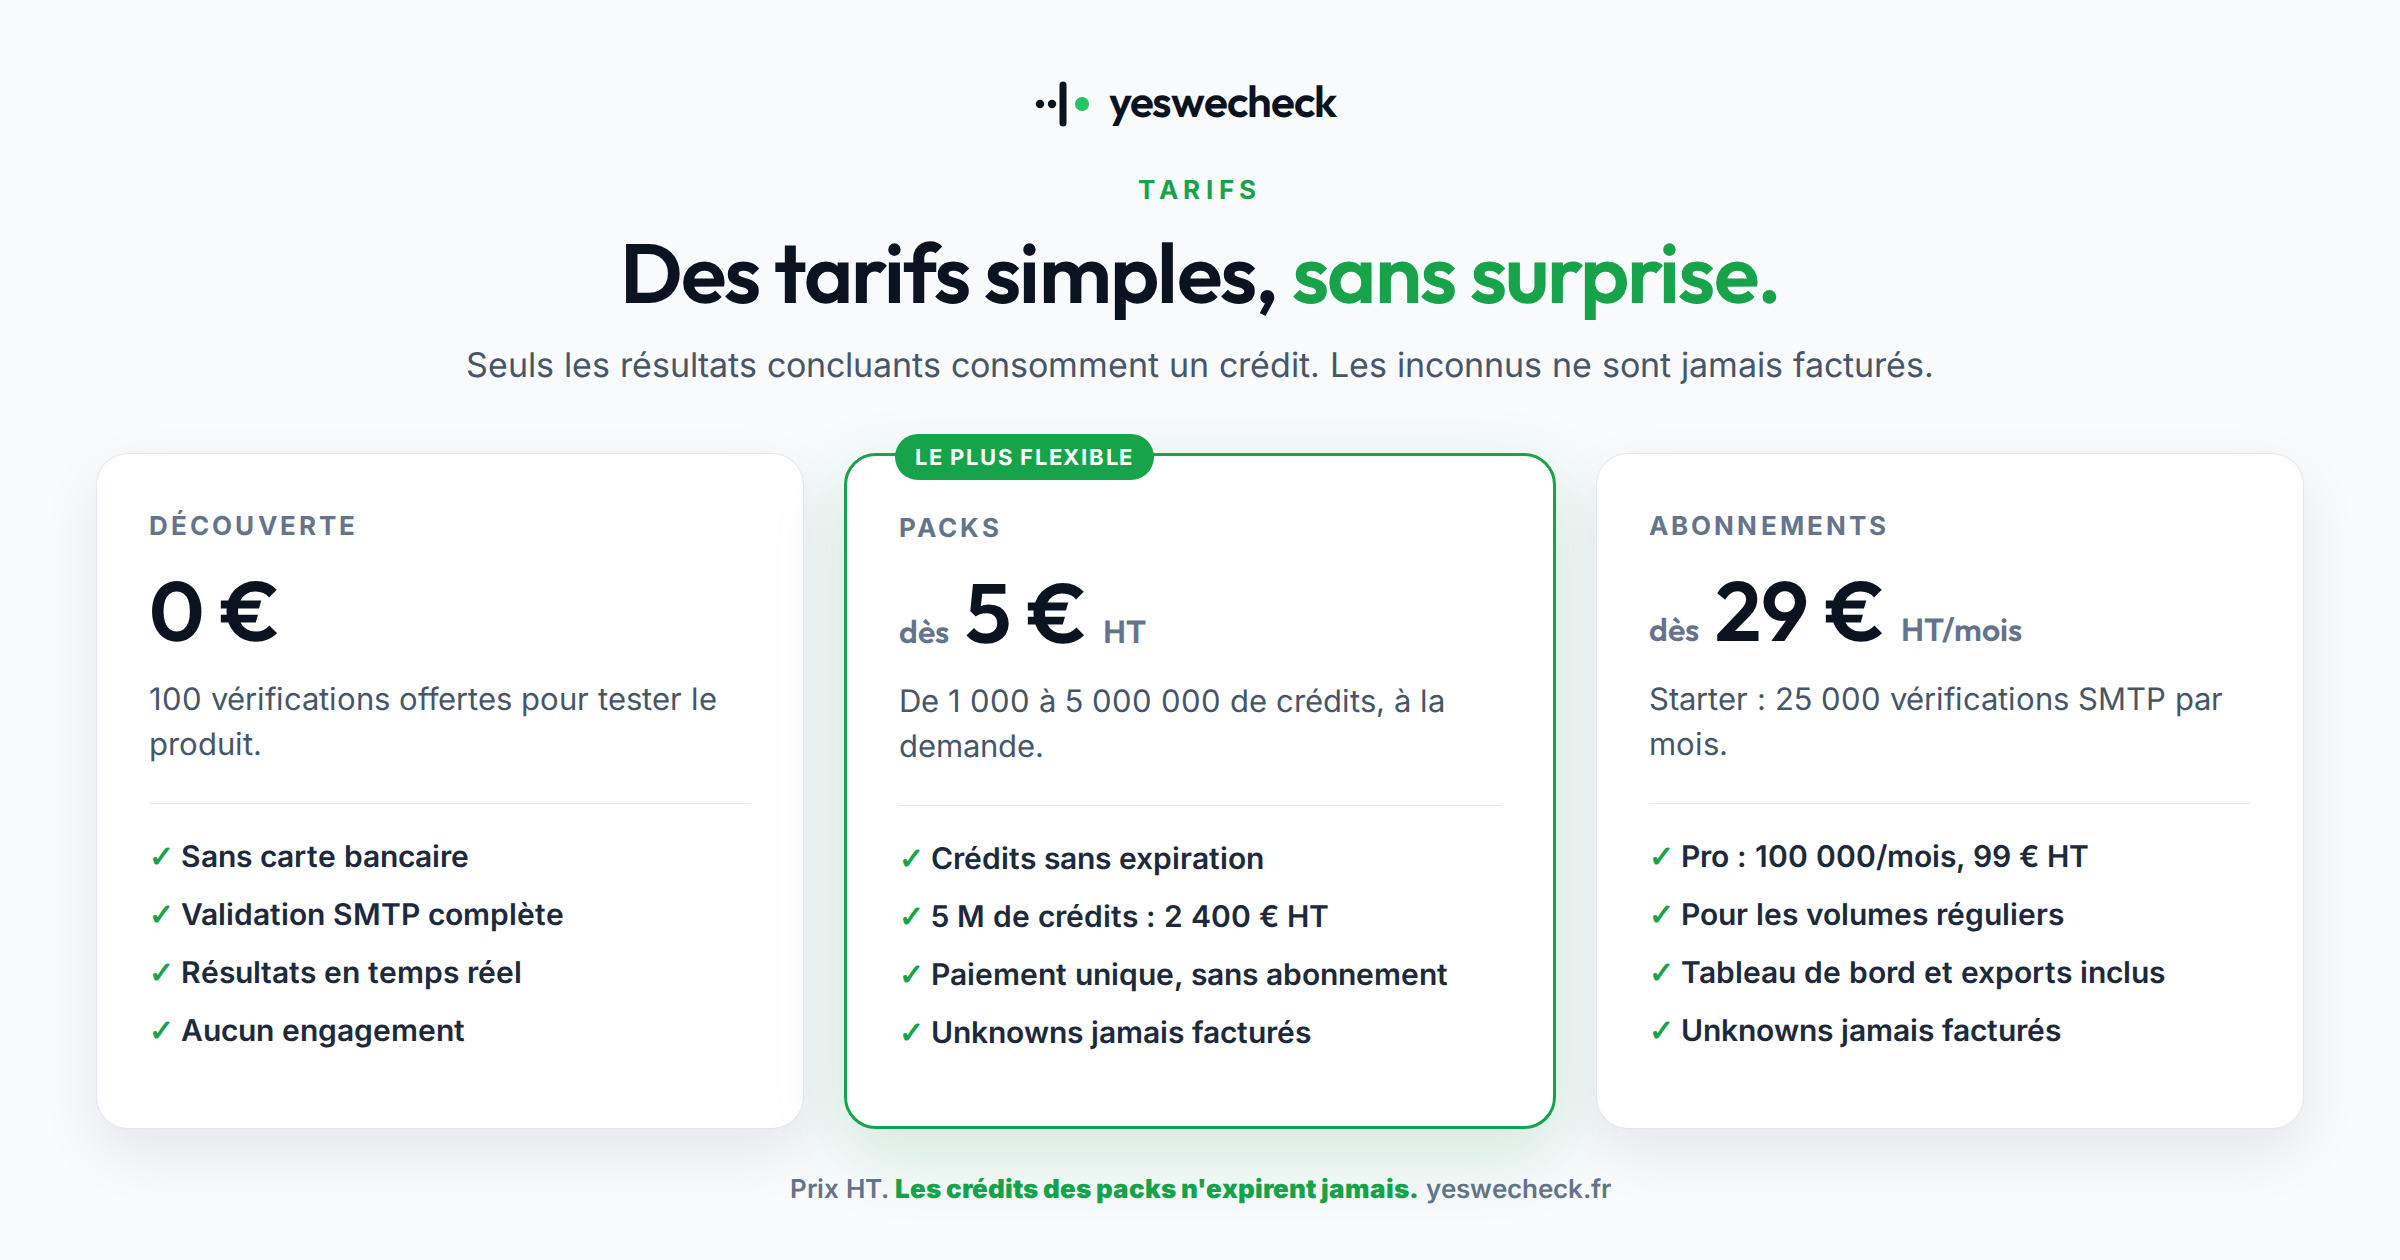 yeswecheck
TARIFS
Des tarifs simples, sans surprise.
Seuls les résultats concluants consomment un crédit. Les inconnus ne sont jamais facturés.
DÉCOUVERTE
0 €
100 vérifications offertes pour tester le
produit.
✓ Sans carte bancaire
✓ Validation SMTP complète
✓ Résultats en temps réel
✓ Aucun engagement
LE PLUS FLEXIBLE
PACKS
dès 5 € HT
De 1 000 à 5 000 000 de crédits, à la
demande.
✓ Crédits sans expiration
✓ 5 M de crédits : 2 400 € HT
✓ Paiement unique, sans abonnement
✓ Unknowns jamais facturés
ABONNEMENTS
dès 29 € HT/mois
Starter : 25 000 vérifications SMTP par
mois.
✓ Pro : 100 000/mois, 99 € HT
✓ Pour les volumes réguliers
✓ Tableau de bord et exports inclus
✓ Unknowns jamais facturés
Prix HT. Les crédits des packs n'expirent jamais. yeswecheck.fr